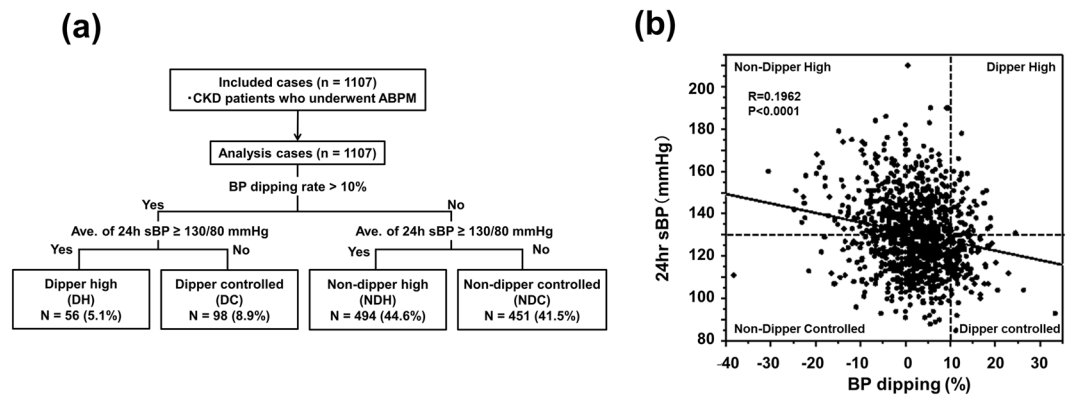 (a)
Included cases (n = 1107)
・CKD patients who underwent ABPM
Analysis cases (n = 1107)
BP dipping rate > 10%
Yes
No
Ave. of 24h sBP ≥ 130/80 mmHg
Ave. of 24h sBP ≥ 130/80 mmHg
Yes
No
Yes
No
Dipper high
(DH)
N = 56 (5.1%)
Dipper controlled
(DC)
N = 98 (8.9%)
Non-dipper high
(NDH)
N = 494 (44.6%)
Non-dipper controlled
(NDC)
N = 451 (41.5%)
(b)
Non-Dipper High
Dipper High
R=0.1962
P<0.0001
24hr sBP (mmHg)
200
180
160
140
120
100
80
Non-Dipper Controlled
Dipper controlled
-40
-30
-20
-10
0
10
20
30
BP dipping (%)